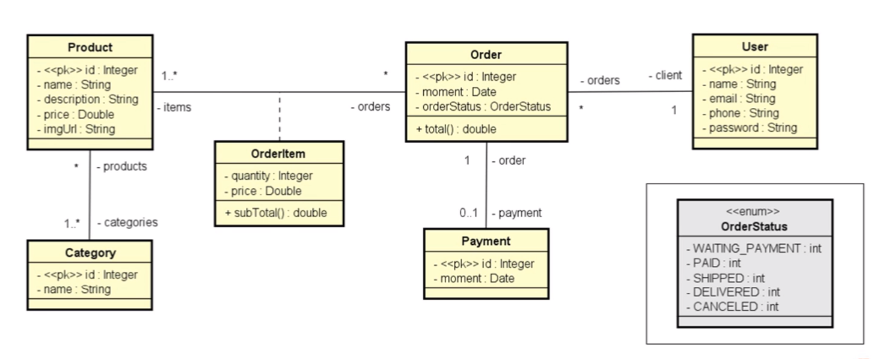 Product
- <<pk>> id : Integer
- name : String
- description : String
- price : Double
- imgUrl : String
1..*
- items
*
- orders
Order
- <<pk>> id : Integer
- moment : Date
- orderStatus : OrderStatus
+ total() : double
- orders
*
- client
1
User
- <<pk>> id : Integer
- name : String
- email : String
- phone : String
- password : String
OrderItem
- quantity : Integer
- price : Double
+ subTotal() : double
* - products
1..* - categories
Category
- <<pk>> id : Integer
- name : String
1 - order
0..1 - payment
Payment
- <<pk>> id : Integer
- moment : Date
<<enum>>
OrderStatus
- WAITING_PAYMENT : int
- PAID : int
- SHIPPED : int
- DELIVERED : int
- CANCELED : int